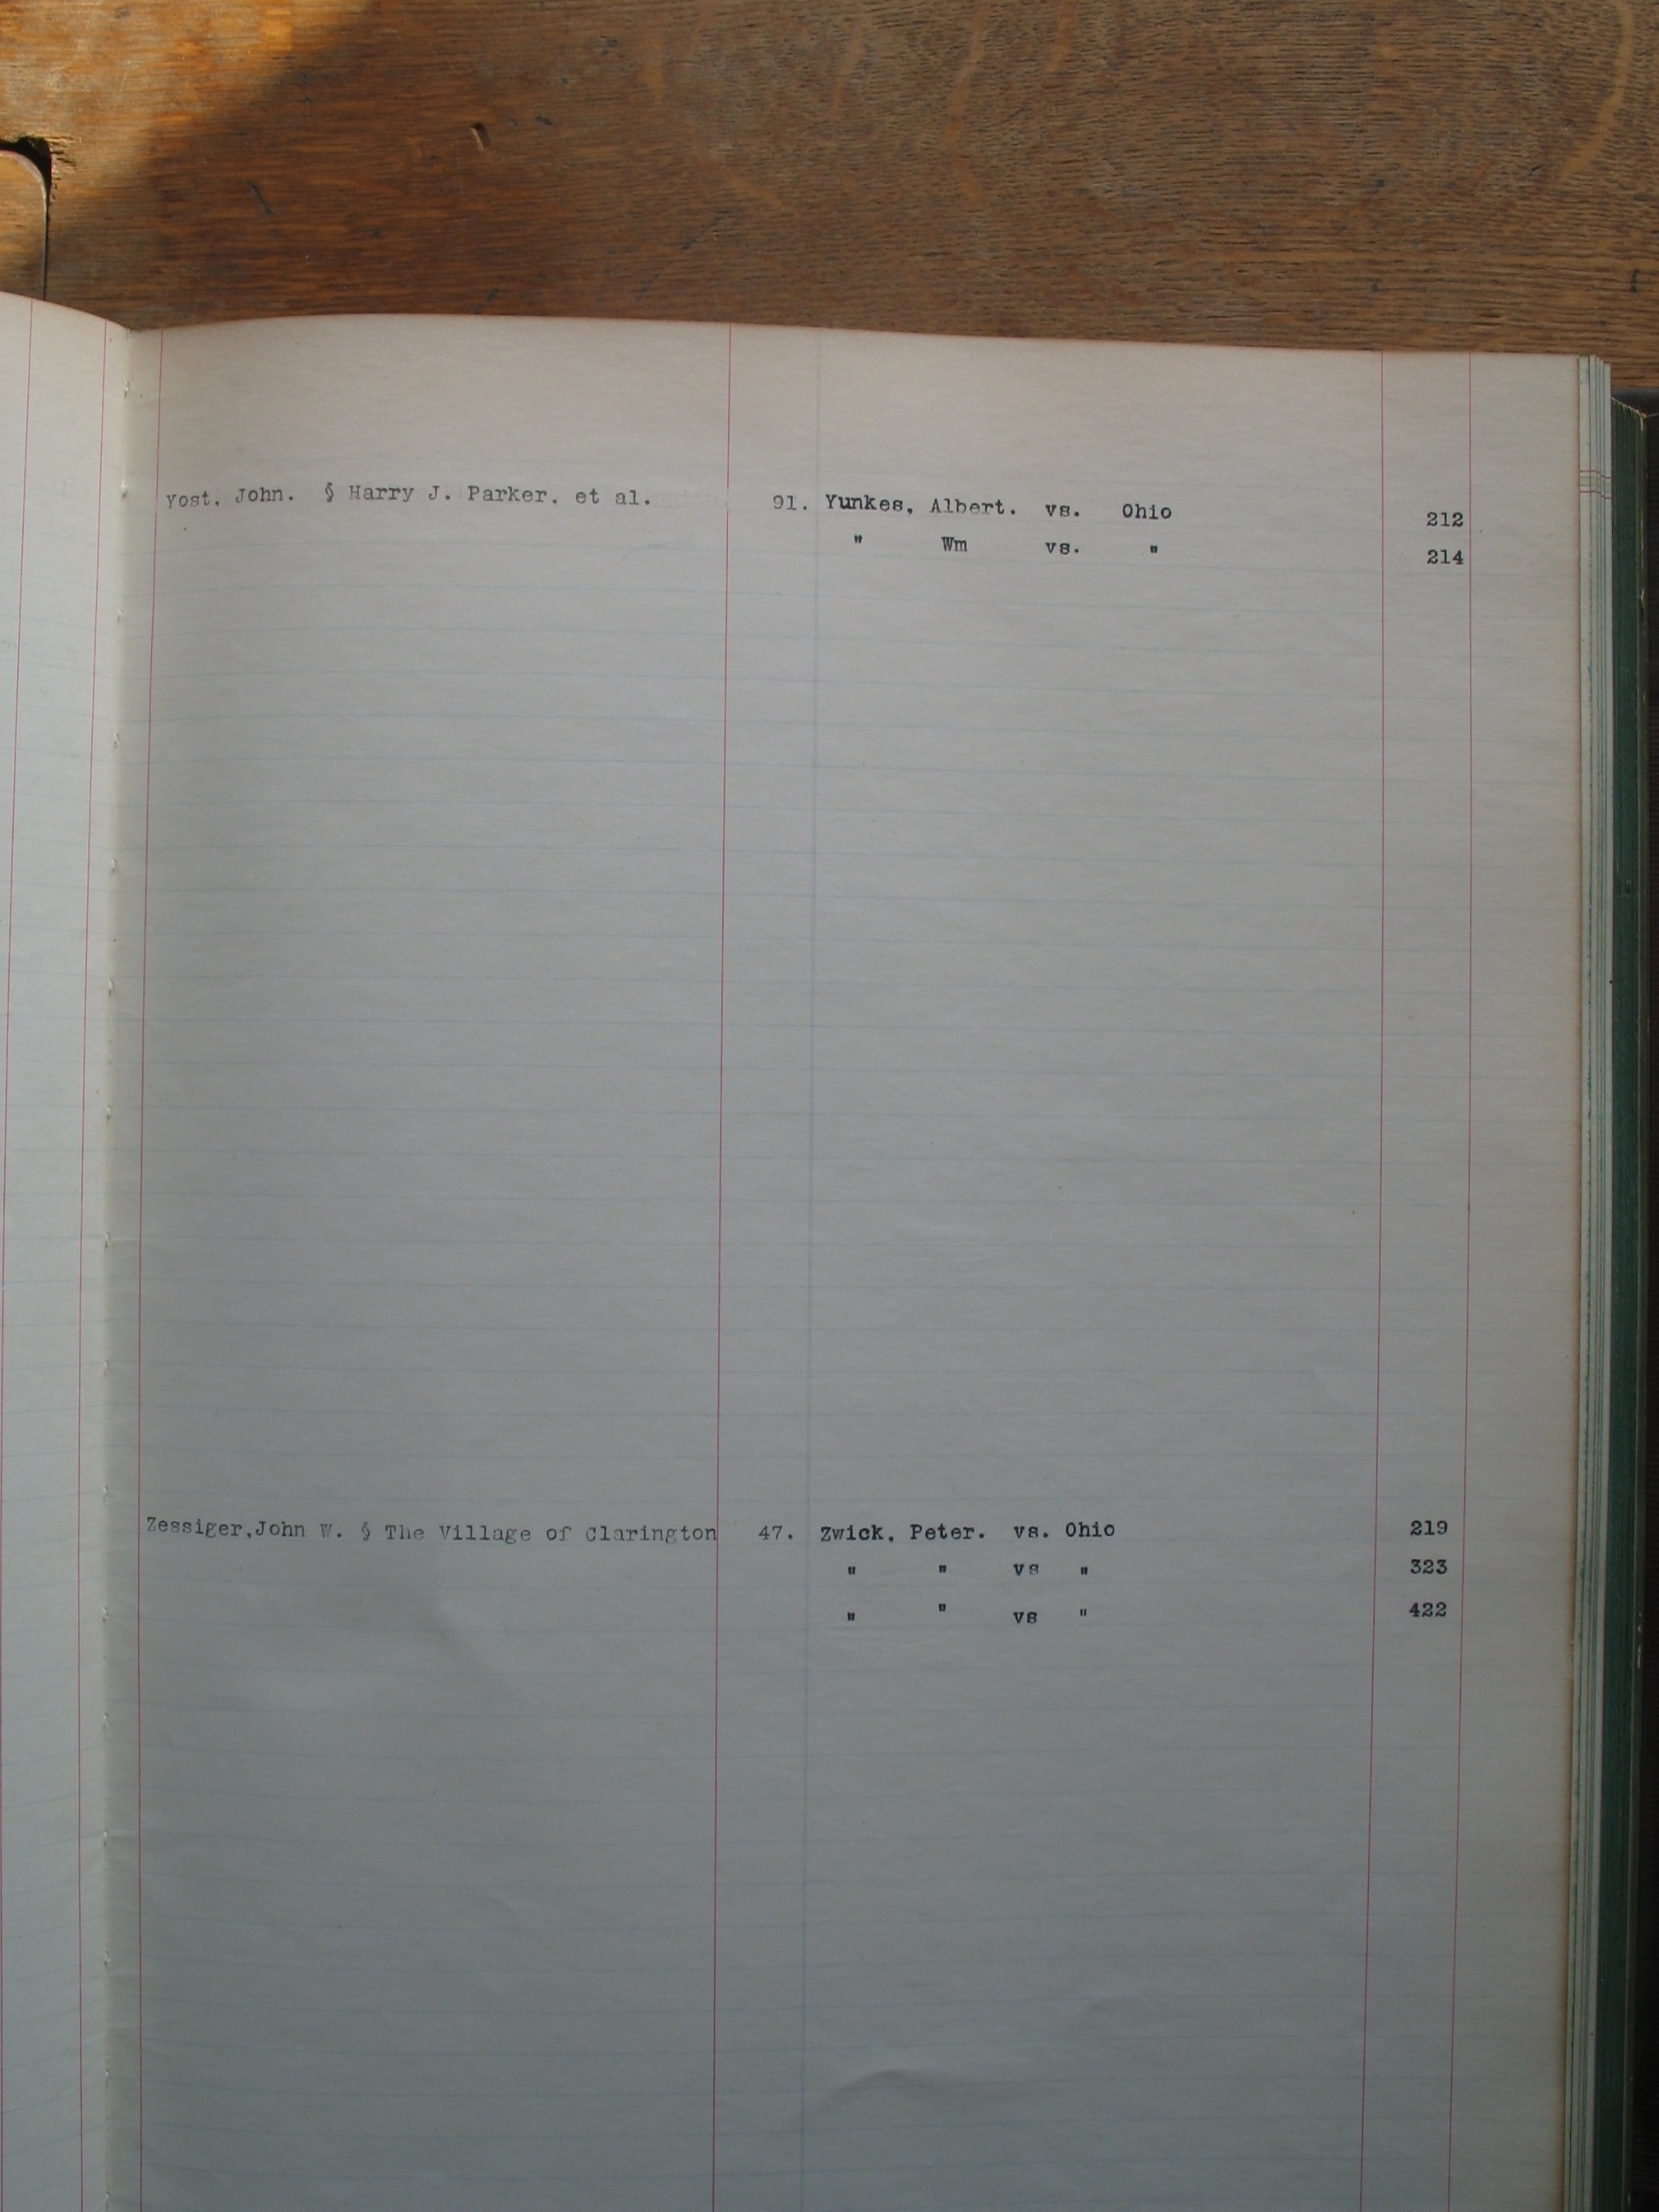 Yost, John. § Harry J. Parker, et al. 91.
Yunkes, Albert. vs. Ohio 212
" Wm vs. " 214
Zessiger,John W. § The Village of Clarington 47.
Zwick, Peter. vs. Ohio 219
" " vs " 323
" " vs " 422